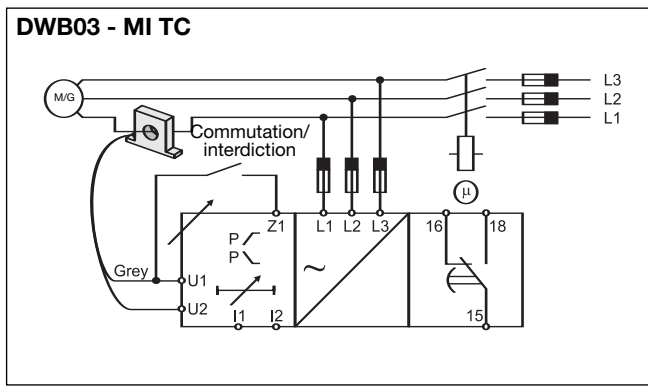 DWB03 - MI TC
L3
M/G
L2
L1
Commutation/
interdiction
μ
Z1
L1
L2
L3
16
18
P
P
~
Grey
U1
U2
15
I1
I2